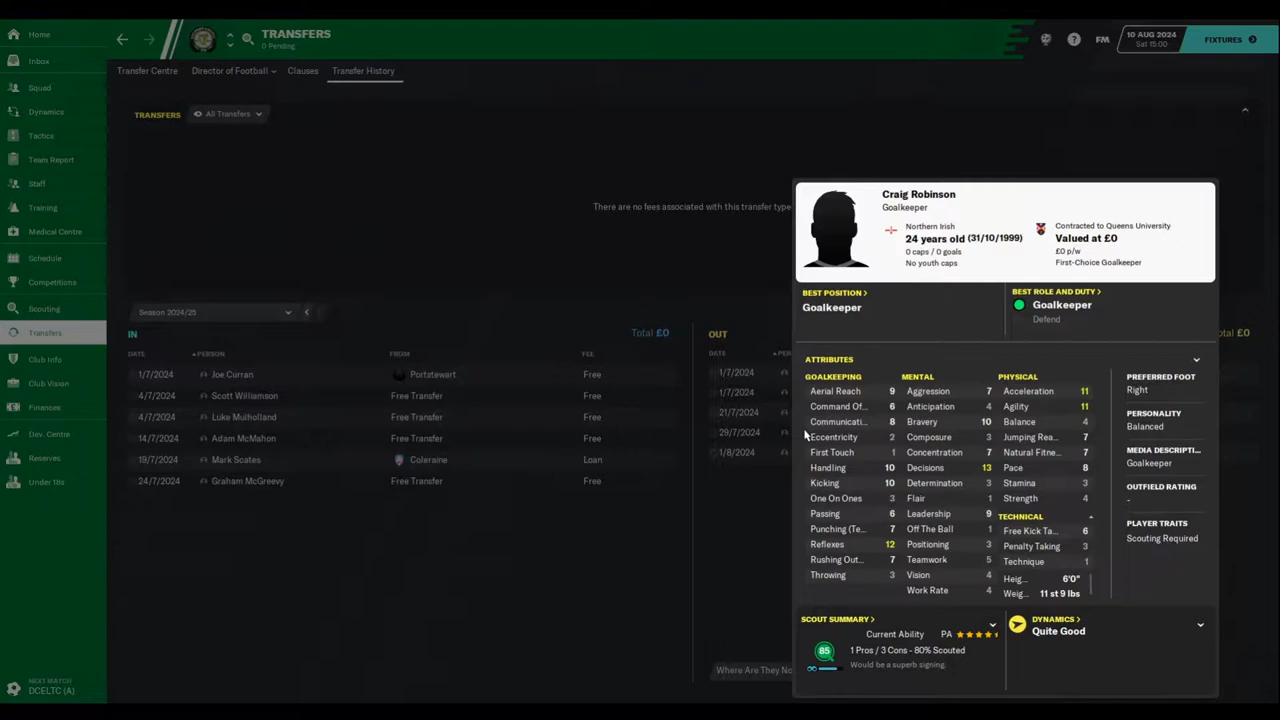 Home
Inbox
Squad
Dynamics
Tactics
Team Report
Staff
Training
Medical Centre
Schedule
Competitions
Scouting
Transfers
Club Info
Club Vision
Finances
Dev. Centre
Reserves
Under 18s
NEXT MATCH
DCELTC (A)
TRANSFERS
0 Pending
FM
10 AUG 2024
Sat 15:00
FIXTURES
Transfer Centre Director of Football Clauses Transfer History
TRANSFERS All Transfers
There are no fees associated with this transfer type
Season 2024/25
IN Total £0
DATE PERSON FROM FEE
1/7/2024 Joe Curran Portstewart Free
4/7/2024 Scott Williamson Free Transfer Free
4/7/2024 Luke Mulholland Free Transfer Free
14/7/2024 Adam McMahon Free Transfer Free
19/7/2024 Mark Scates Coleraine Loan
24/7/2024 Graham McGreevy Free Transfer Free
OUT
DATE
1/7/2024
1/7/2024
21/7/2024
29/7/2024
1/8/2024
£0
Where Are They No
Craig Robinson
Goalkeeper
Northern Irish
24 years old (31/10/1999)
0 caps / 0 goals
No youth caps
Contracted to Queens University
Valued at £0
£0 p/w
First-Choice Goalkeeper
BEST POSITION >
Goalkeeper
BEST ROLE AND DUTY >
Goalkeeper
Defend
ATTRIBUTES
GOALKEEPING
Aerial Reach 9
Command Of... 6
Communicati... 8
Eccentricity 2
First Touch 1
Handling 10
Kicking 10
One On Ones 3
Passing 6
Punching (Te... 7
Reflexes 12
Rushing Out... 7
Throwing 3
MENTAL
Aggression 7
Anticipation 4
Bravery 10
Composure 3
Concentration 7
Decisions 13
Determination 3
Flair 1
Leadership 9
Off The Ball 1
Positioning 3
Teamwork 5
Vision 4
Work Rate 4
PHYSICAL
Acceleration 11
Agility 11
Balance 4
Jumping Rea... 7
Natural Fitne... 7
Pace 8
Stamina 3
Strength 4
TECHNICAL
Free Kick Ta... 6
Penalty Taking 3
Technique 1
Heig... 6'0"
Weig... 11 st 9 lbs
PREFERRED FOOT
Right
PERSONALITY
Balanced
MEDIA DESCRIPTI...
Goalkeeper
OUTFIELD RATING
-
PLAYER TRAITS
Scouting Required
SCOUT SUMMARY >
Current Ability PA
85
1 Pros / 3 Cons - 80% Scouted
Would be a superb signing.
DYNAMICS >
Quite Good